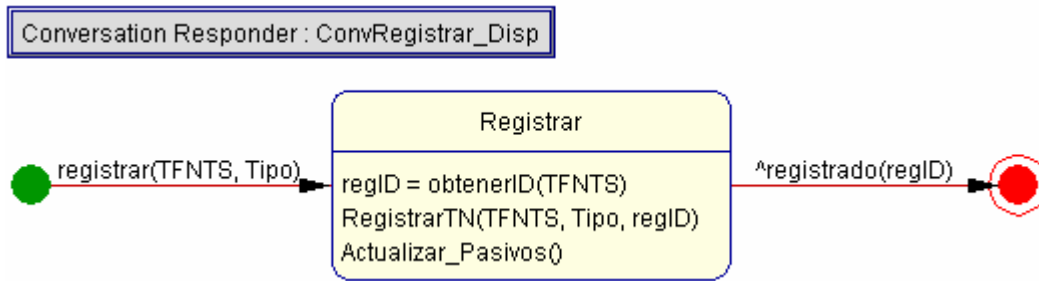 Conversation Responder : ConvRegistrar_Disp
Registrar
registrar(TFNTS, Tipo)
^registrado(regID)
regID = obtenerID(TFNTS)
RegistrarTN(TFNTS, Tipo, regID)
Actualizar_Pasivos()